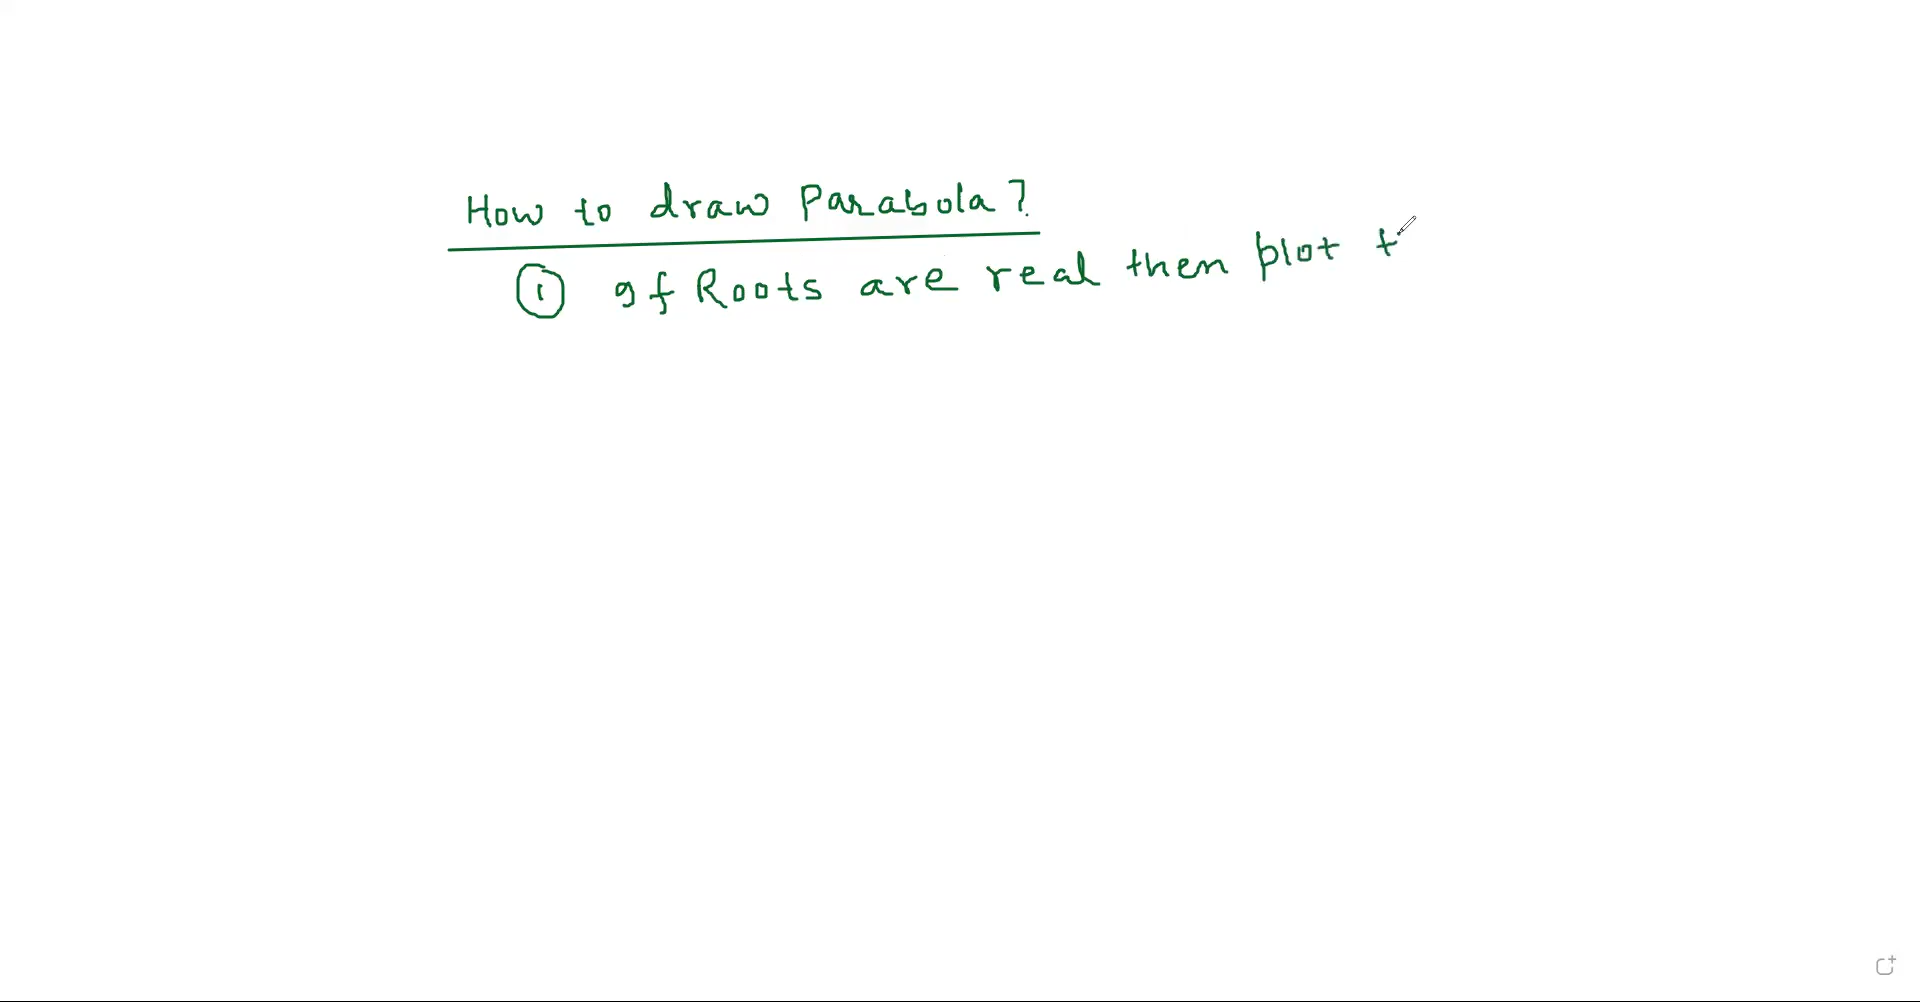 How to draw Parabola?
① If Roots are real then plot t